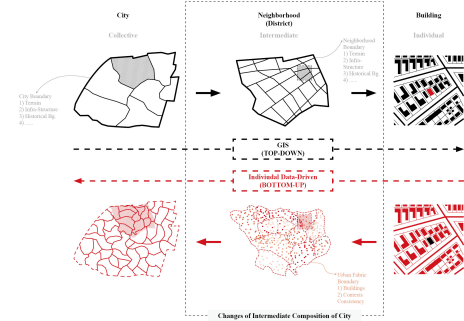 City
Neighborhood
(District)
Building
Collective
Intermediate
Individual
Neighborhood
Boundary
1) Terrain
2) Infra-
Structure
3) Historical Bg.
4) ......
City Boundary
1) Terrain
2) Infra-Structure
3) Historical Bg.
4) ......
GIS
(TOP-DOWN)
Individual Data-Driven
(BOTTOM-UP)
Urban Fabric
Boundary
1) Buildings
2) Contexts
Consistency
Changes of Intermediate Composition of City